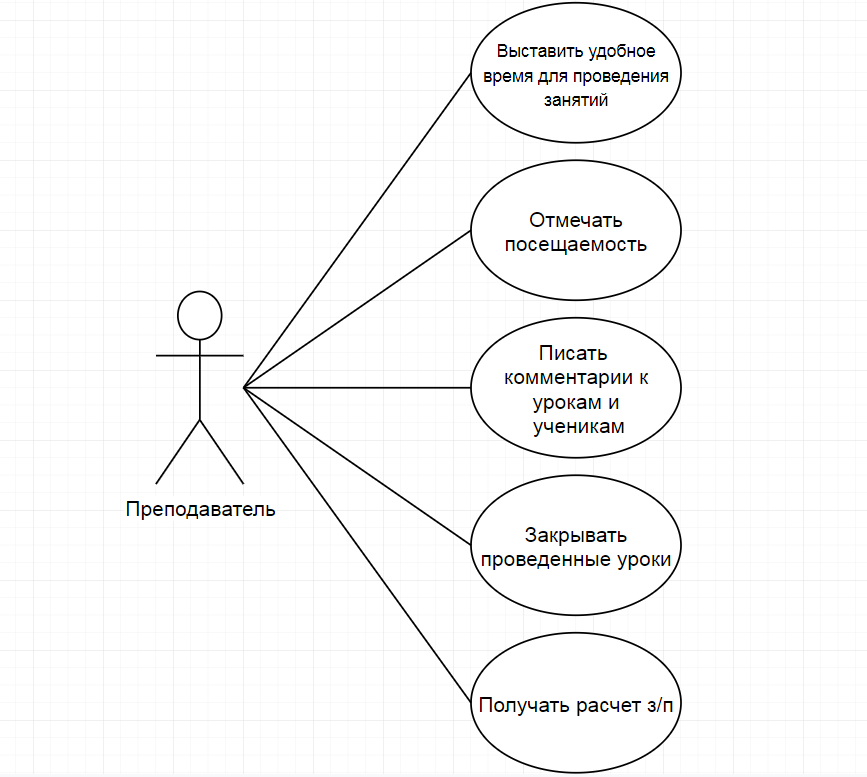 Выставить удобное
время для проведения
занятий
Отмечать
посещаемость
Писать
комментарии к
урокам и
ученикам
Преподаватель
Закрывать
проведенные уроки
Получать расчет з/п